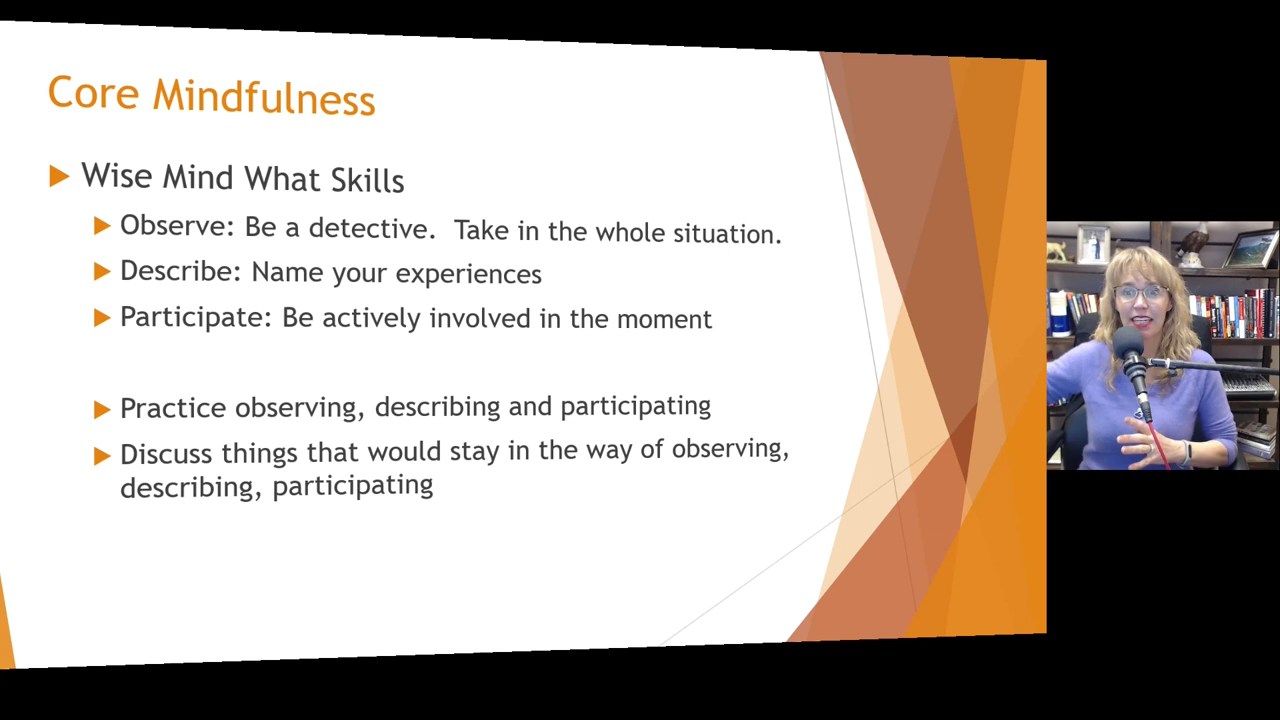 Core Mindfulness
Wise Mind What Skills
Observe: Be a detective. Take in the whole situation.
Describe: Name your experiences
Participate: Be actively involved in the moment
Practice observing, describing and participating
Discuss things that would stay in the way of observing,
describing, participating